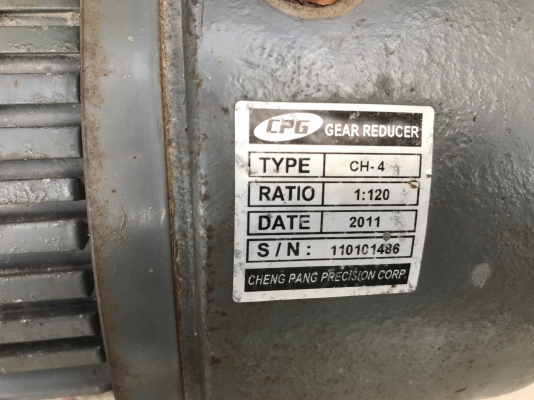 CPG GEAR REDUCER
TYPE CH-4
RATIO 1:120
DATE 2011
S/N: 110101486
CHENG PANG PRECISION CORP.